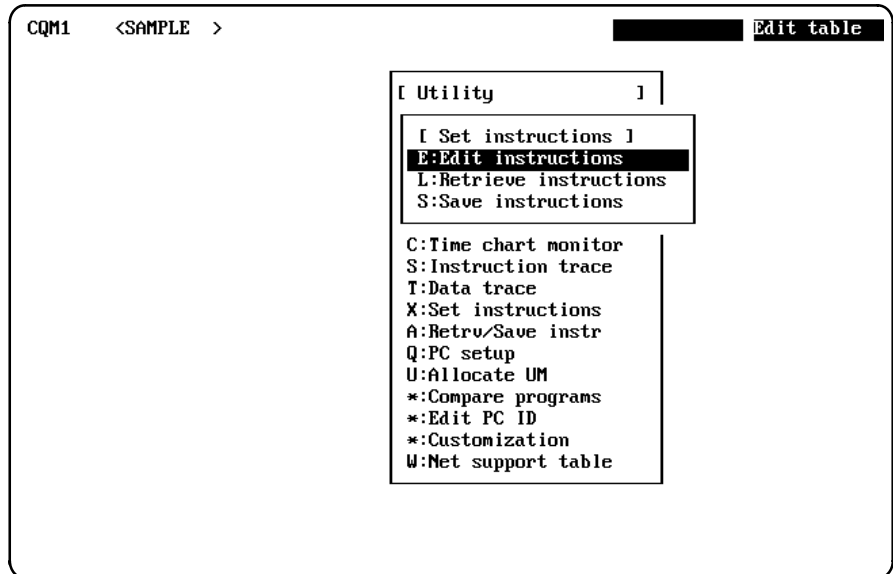 CQM1 <SAMPLE > Edit table
[ Utility ]
[ Set instructions ]
E:Edit instructions
L:Retrieve instructions
S:Save instructions
C:Time chart monitor
S:Instruction trace
T:Data trace
X:Set instructions
A:Retrv/Save instr
Q:PC setup
U:Allocate UM
*:Compare programs
*:Edit PC ID
*:Customization
W:Net support table